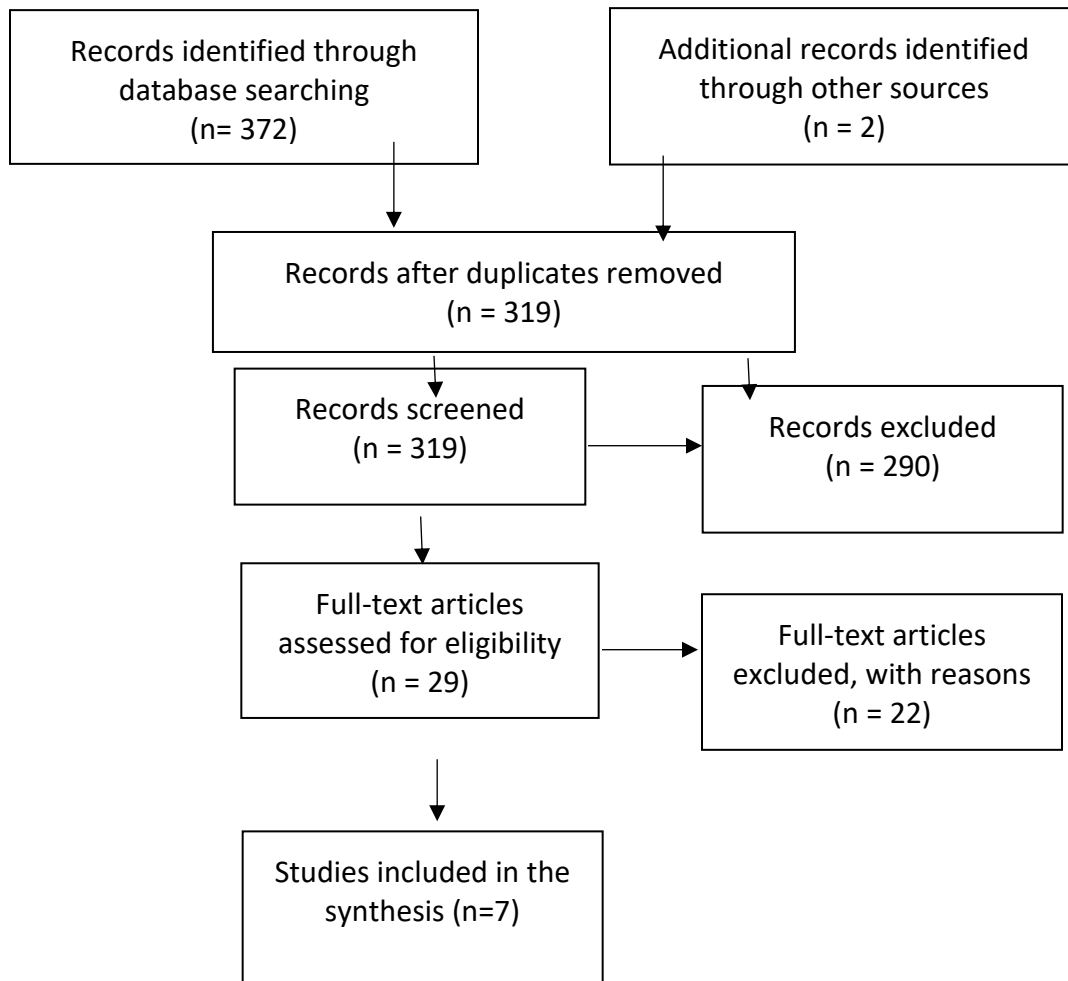 Records identified through
database searching
(n= 372)
Additional records identified
through other sources
(n = 2)
Records after duplicates removed
(n = 319)
Records screened
(n = 319)
Records excluded
(n = 290)
Full-text articles
assessed for eligibility
(n = 29)
Full-text articles
excluded, with reasons
(n = 22)
Studies included in the
synthesis (n=7)